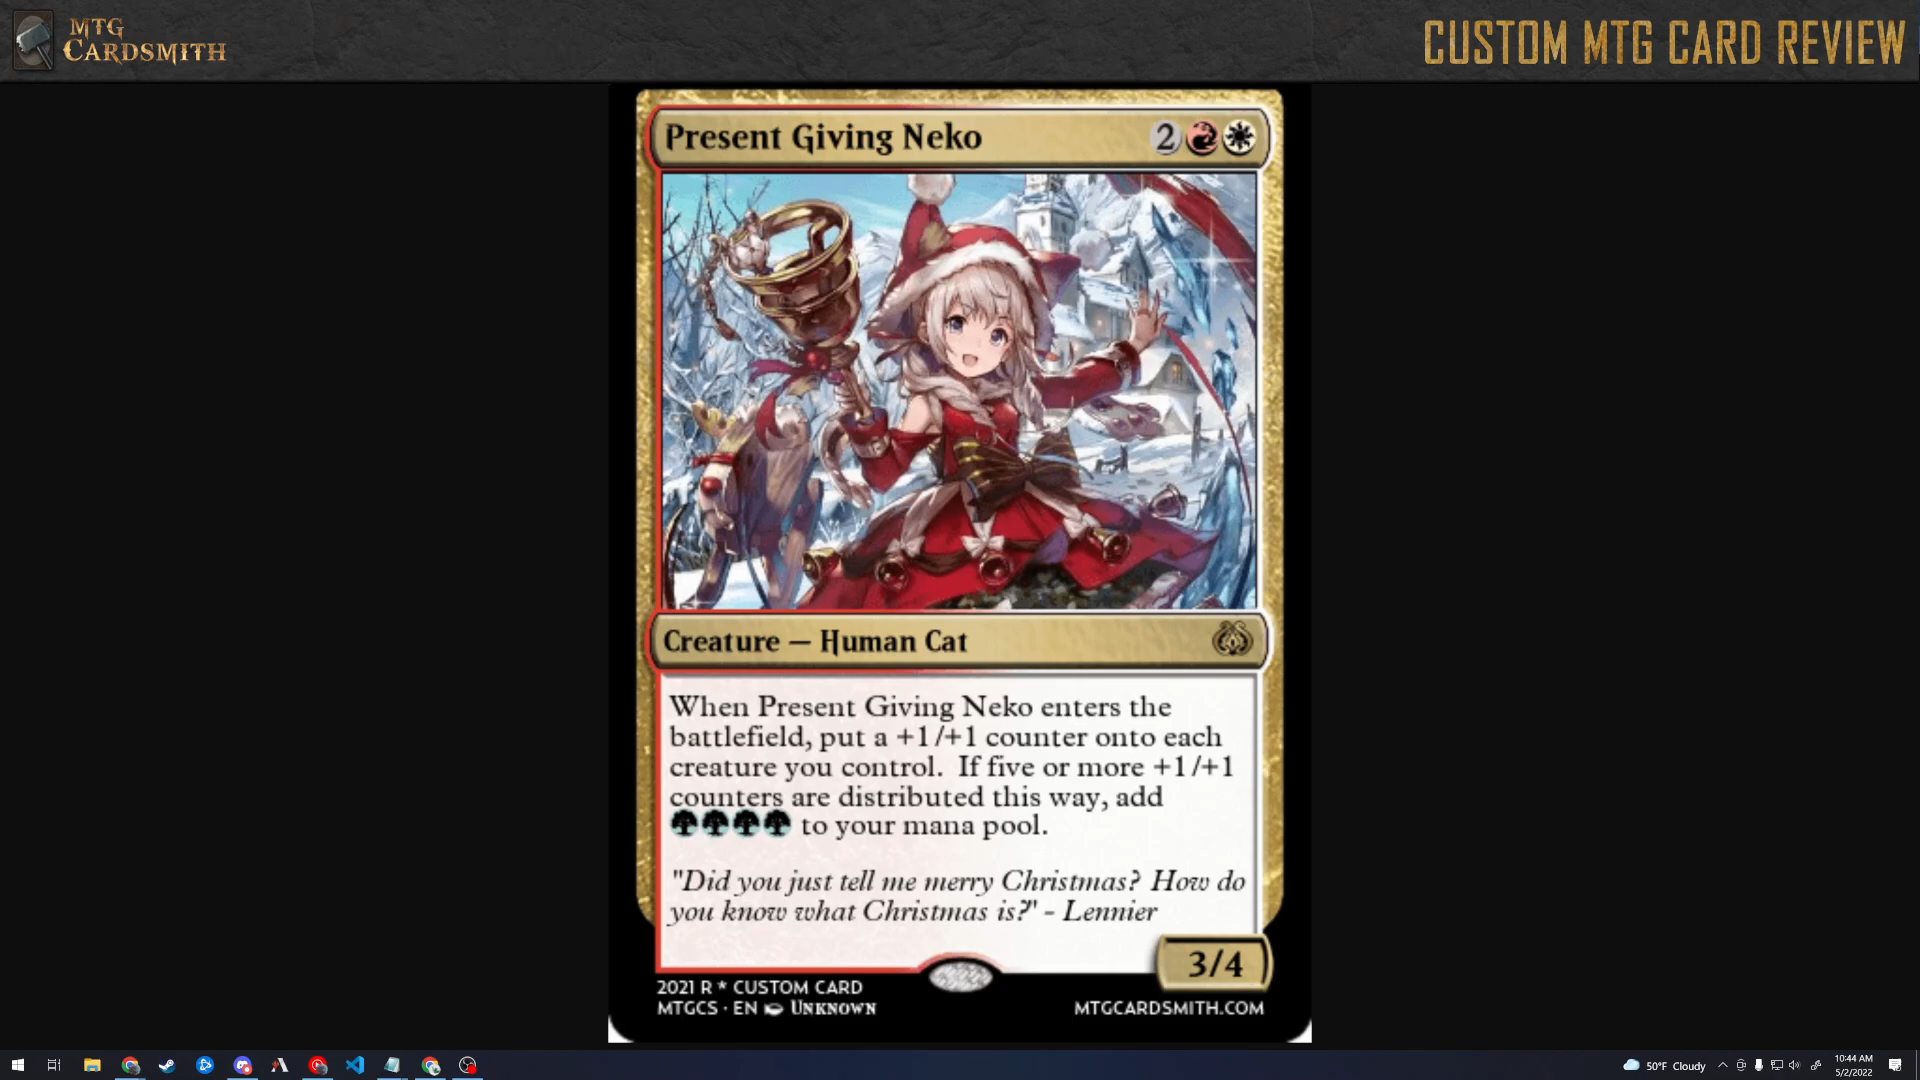 MTG
CARDSMITH
CUSTOM MTG CARD REVIEW
Present Giving Neko
2
Creature — Human Cat
When Present Giving Neko enters the
battlefield, put a +1/+1 counter onto each
creature you control.  If five or more +1/+1
counters are distributed this way, add
to your mana pool.
"Did you just tell me merry Christmas?  How do
you know what Christmas is?" - Lennier
3/4
2021 R * CUSTOM CARD
MTGCS · EN UNKNOWN
MTGCARDSMITH.COM
50°F Cloudy
10:44 AM
5/2/2022